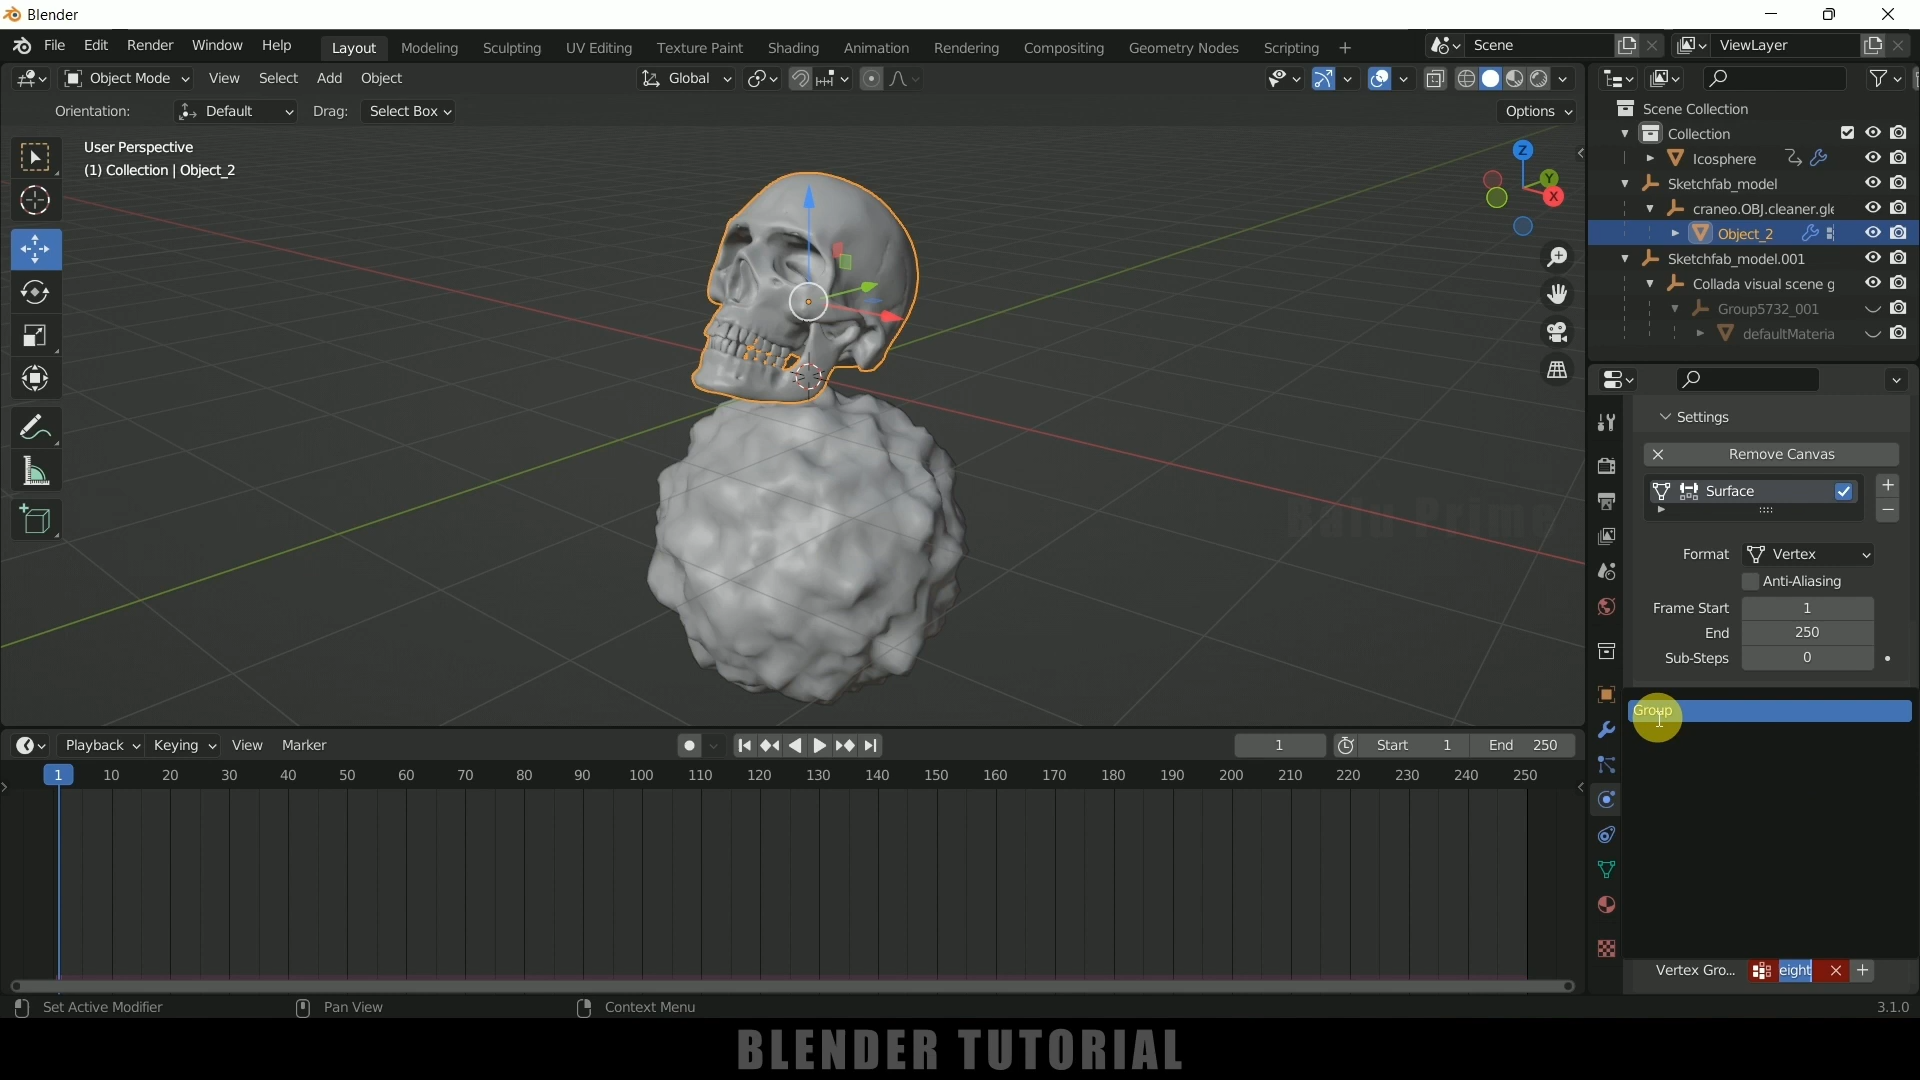 Blender
File Edit Render Window Help Layout Modeling Sculpting UV Editing Texture Paint Shading Animation Rendering Compositing Geometry Nodes Scripting + Scene ViewLayer
Object Mode View Select Add Object Global
Orientation: Default Drag: Select Box Options
User Perspective
(1) Collection | Object_2
Z
Y
X
Scene Collection
Collection
Icosphere
Sketchfab_model
craneo.OBJ.cleaner.gle
Object_2
Sketchfab_model.001
Collada visual scene g
Group5732_001
defaultMateria
Settings
Remove Canvas
Surface
Format Vertex
Anti-Aliasing
Frame Start 1
End 250
Sub-Steps 0
Group
Vertex Gro... eight
Playback Keying View Marker 1 Start 1 End 250
1 10 20 30 40 50 60 70 80 90 100 110 120 130 140 150 160 170 180 190 200 210 220 230 240 250
Set Active Modifier Pan View Context Menu 3.1.0
BLENDER TUTORIAL